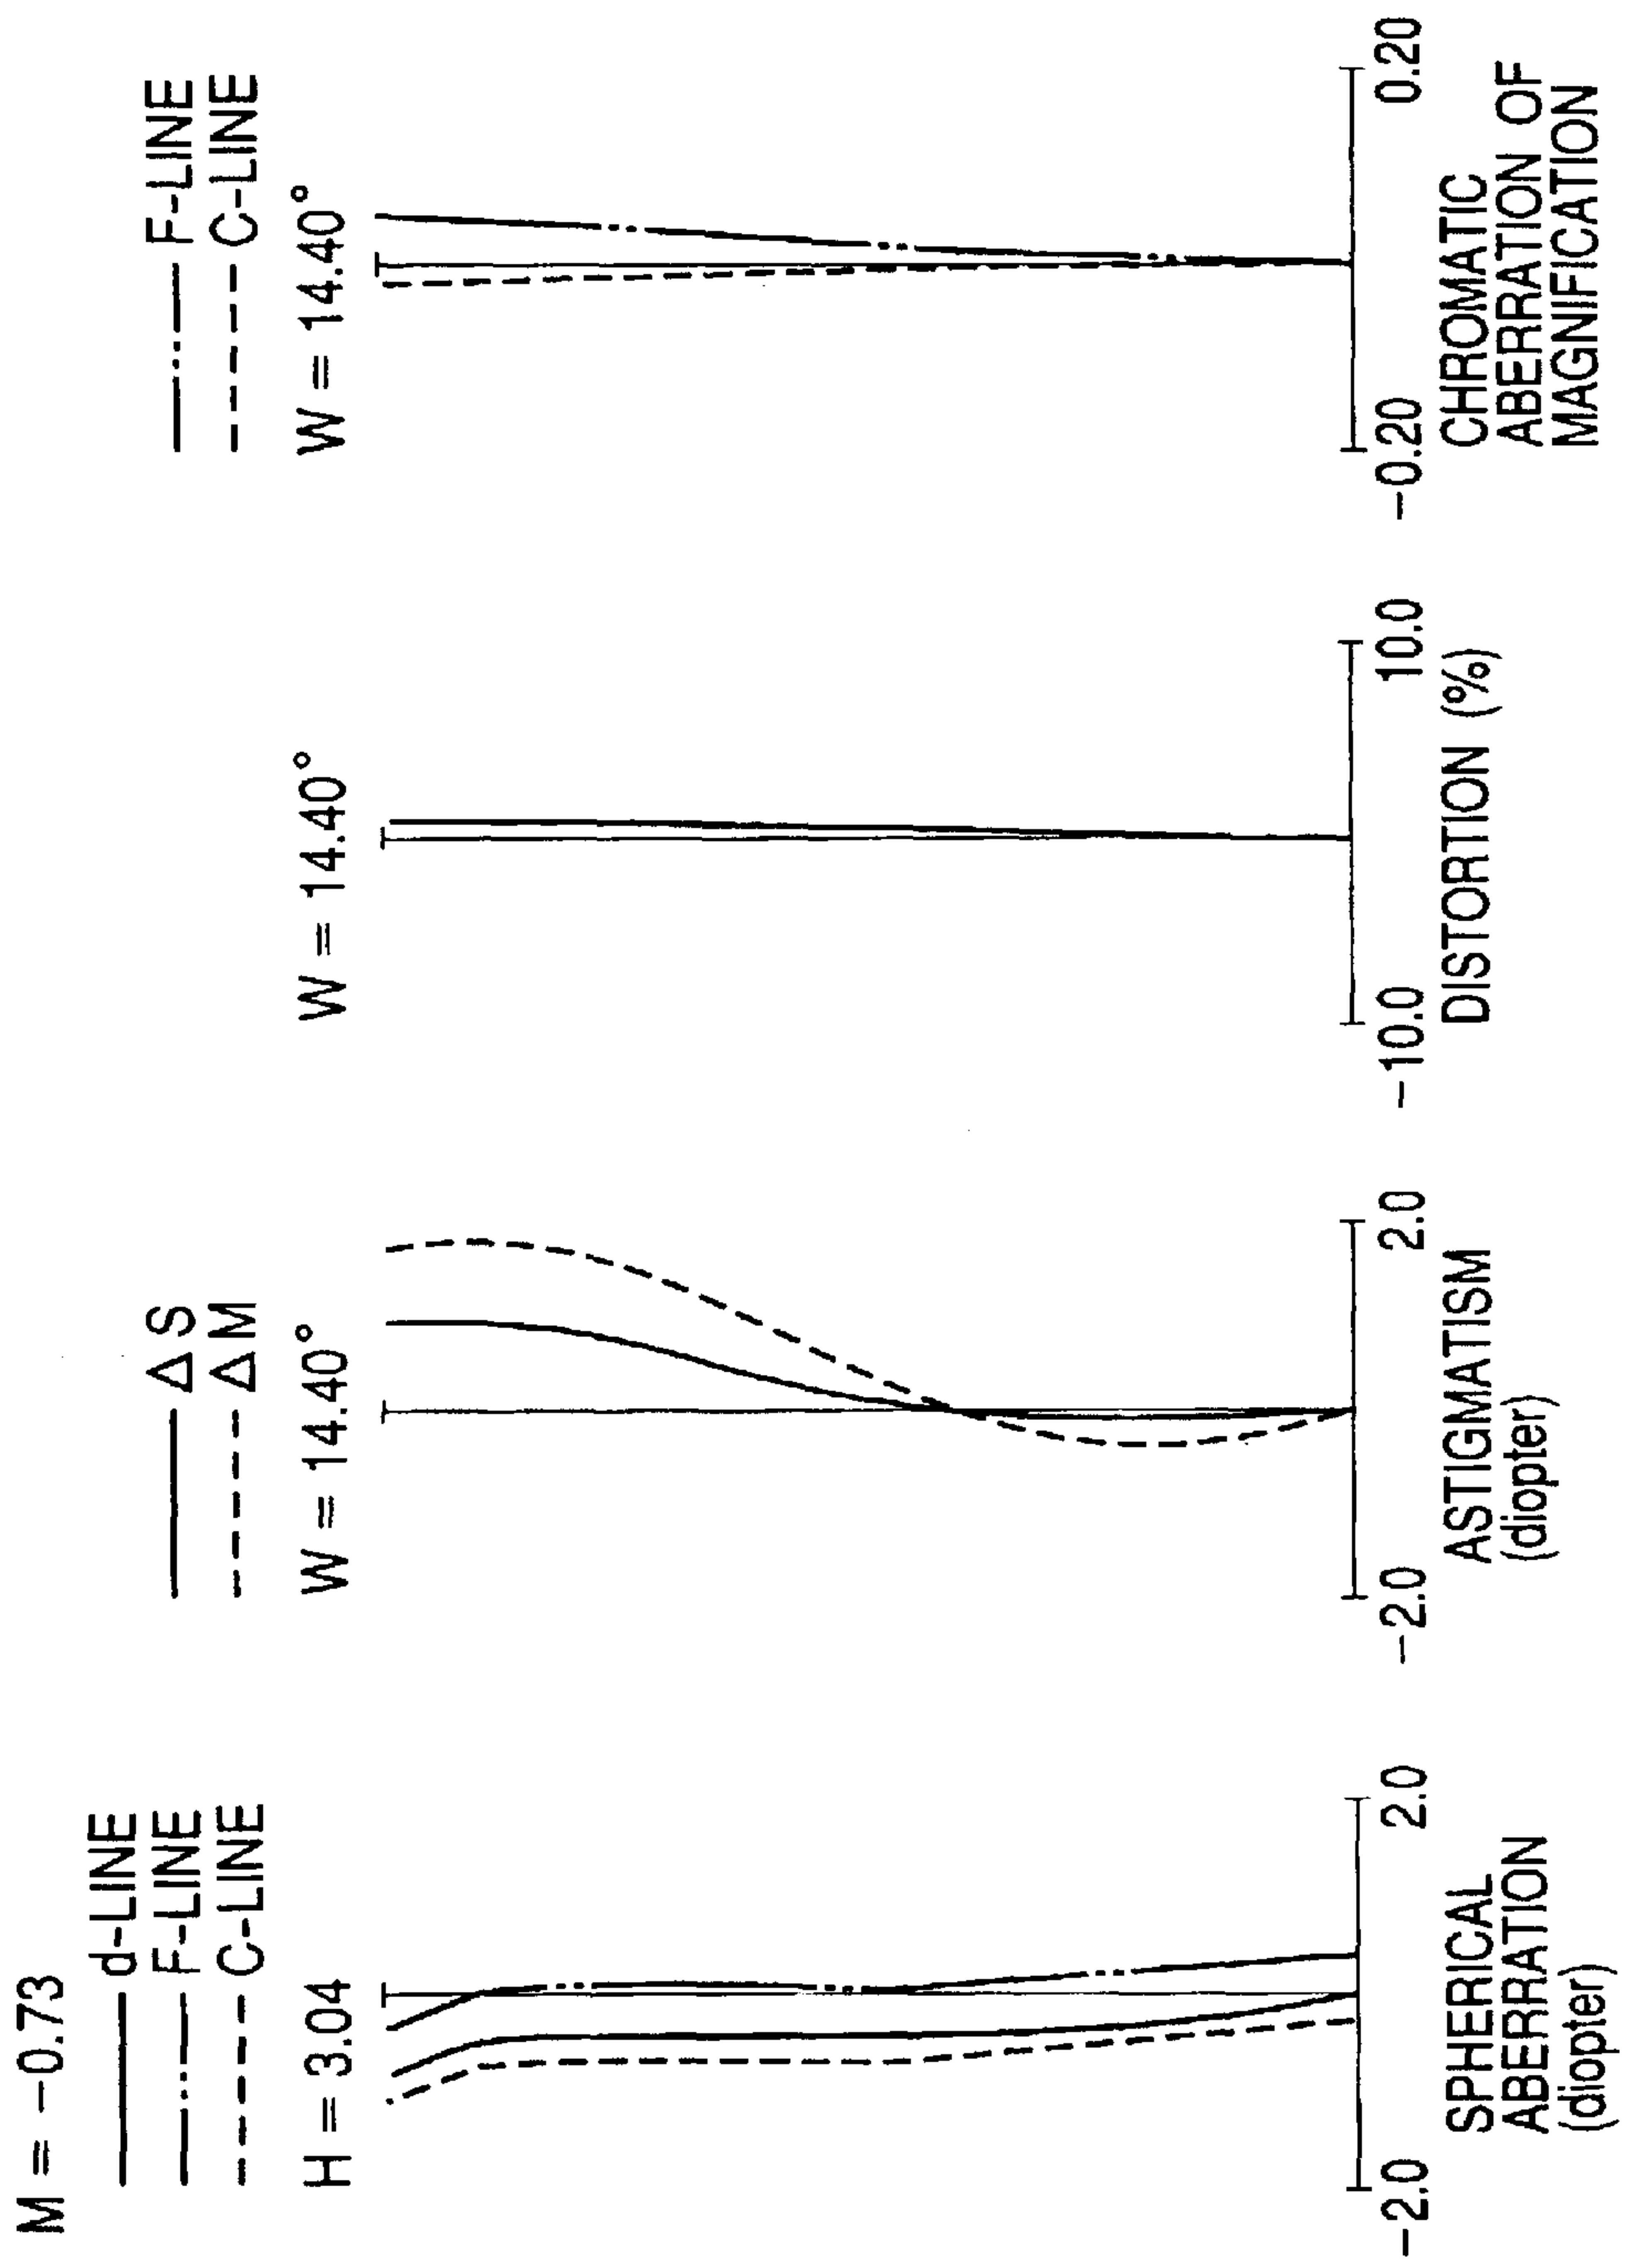 M = −0.73
d-LINE
F-LINE
C-LINE
H = 3.04
−2.0
2.0
SPHERICAL
ABERRATION
(diopter)
ΔS
ΔM
W = 14.40°
−2.0
2.0
ASTIGMATISM
(diopter)
W = 14.40°
−10.0
10.0
DISTORTION (%)
F-LINE
C-LINE
W = 14.40°
−0.20
0.20
CHROMATIC
ABERRATION OF
MAGNIFICATION